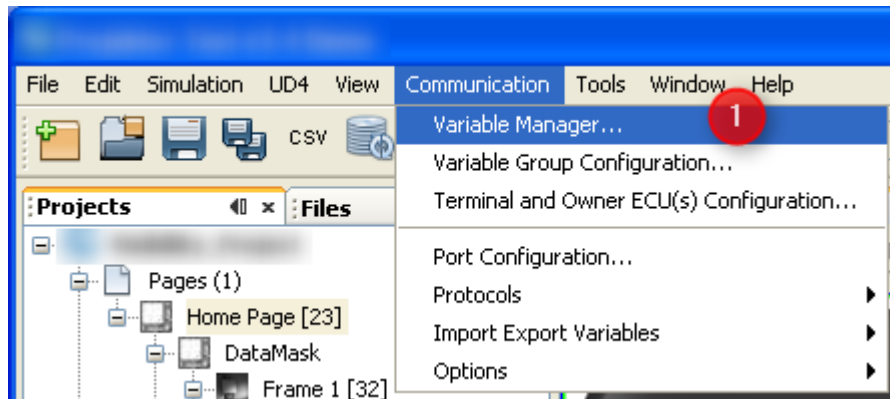 File Edit Simulation UD4 View Communication Tools Window Help
1
Variable Manager...
Variable Group Configuration...
Terminal and Owner ECU(s) Configuration...
Port Configuration...
Protocols
Import Export Variables
Options
CSV
Projects
Files
Pages (1)
Home Page [23]
DataMask
Frame 1 [32]